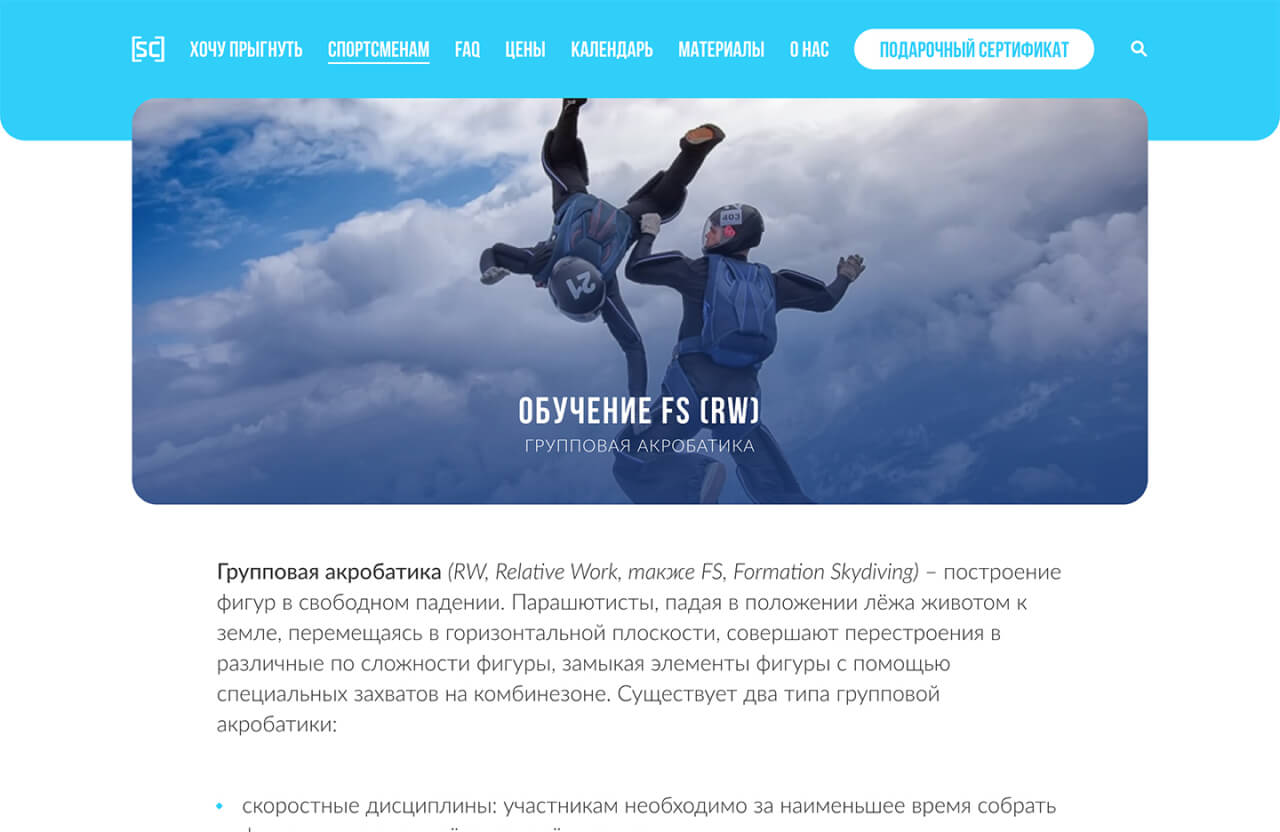 [SC] ХОЧУ ПРЫГНУТЬ СПОРТСМЕНАМ FAQ ЦЕНЫ КАЛЕНДАРЬ МАТЕРИАЛЫ О НАС ПОДАРОЧНЫЙ СЕРТИФИКАТ
403
21
ОБУЧЕНИЕ FS (RW)
ГРУППОВАЯ АКРОБАТИКА
Групповая акробатика (RW, Relative Work, также FS, Formation Skydiving) – построение
фигур в свободном падении. Парашютисты, падая в положении лёжа животом к
земле, перемещаясь в горизонтальной плоскости, совершают перестроения в
различные по сложности фигуры, замыкая элементы фигуры с помощью
специальных захватов на комбинезоне. Существует два типа групповой
акробатики:
скоростные дисциплины: участникам необходимо за наименьшее время собрать